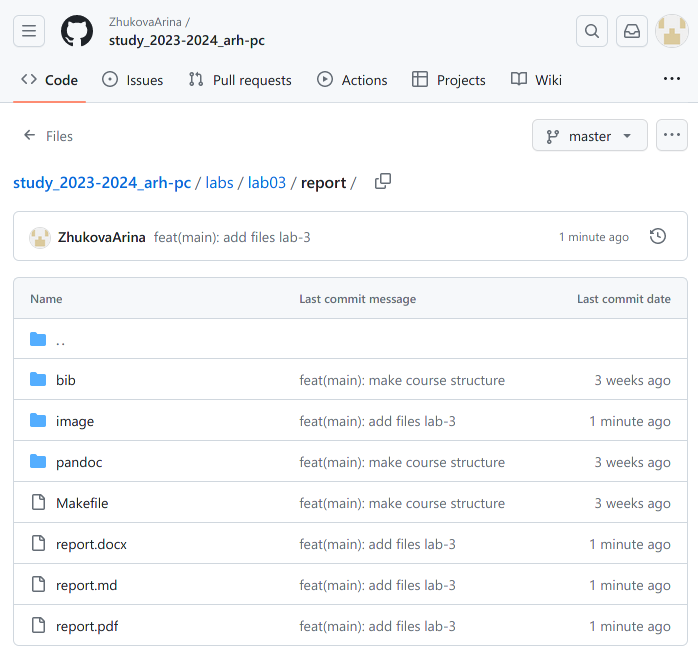 ZhukovaArina /
study_2023-2024_arh-pc
Code Issues Pull requests Actions Projects Wiki ...
Files master ...
study_2023-2024_arh-pc / labs / lab03 / report /
ZhukovaArina feat(main): add files lab-3 1 minute ago
Name Last commit message Last commit date
..
bib feat(main): make course structure 3 weeks ago
image feat(main): add files lab-3 1 minute ago
pandoc feat(main): make course structure 3 weeks ago
Makefile feat(main): make course structure 3 weeks ago
report.docx feat(main): add files lab-3 1 minute ago
report.md feat(main): add files lab-3 1 minute ago
report.pdf feat(main): add files lab-3 1 minute ago